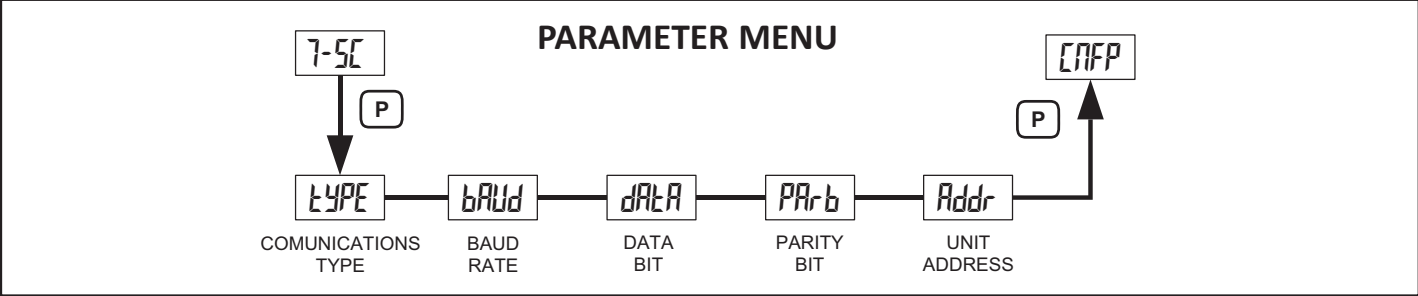 PARAMETER MENU
7-SC
CNFP
P
P
tYPE
bAUd
dAtA
PArb
Addr
COMUNICATIONS
TYPE
BAUD
RATE
DATA
BIT
PARITY
BIT
UNIT
ADDRESS